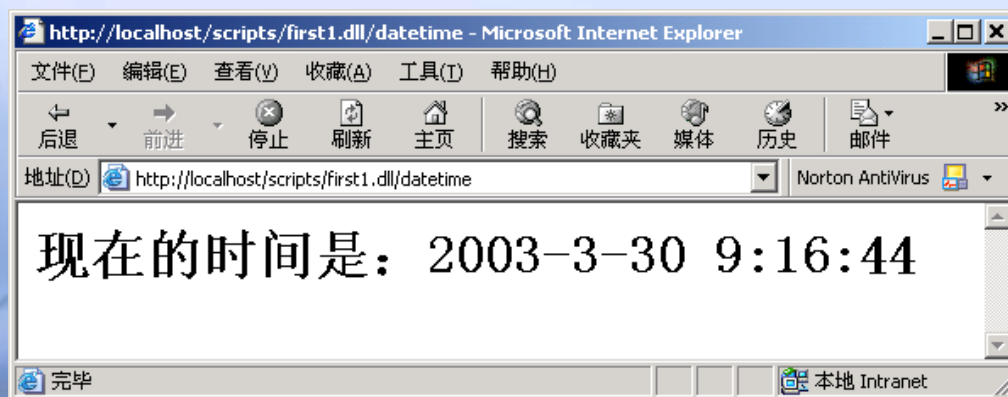 http://localhost/scripts/first1.dll/datetime - Microsoft Internet Explorer
文件(F) 编辑(E) 查看(V) 收藏(A) 工具(T) 帮助(H)
后退 前进 停止 刷新 主页 搜索 收藏夹 媒体 历史 邮件 »
地址(D) http://localhost/scripts/first1.dll/datetime Norton AntiVirus
现在的时间是：2003-3-30 9:16:44
完毕 本地 Intranet